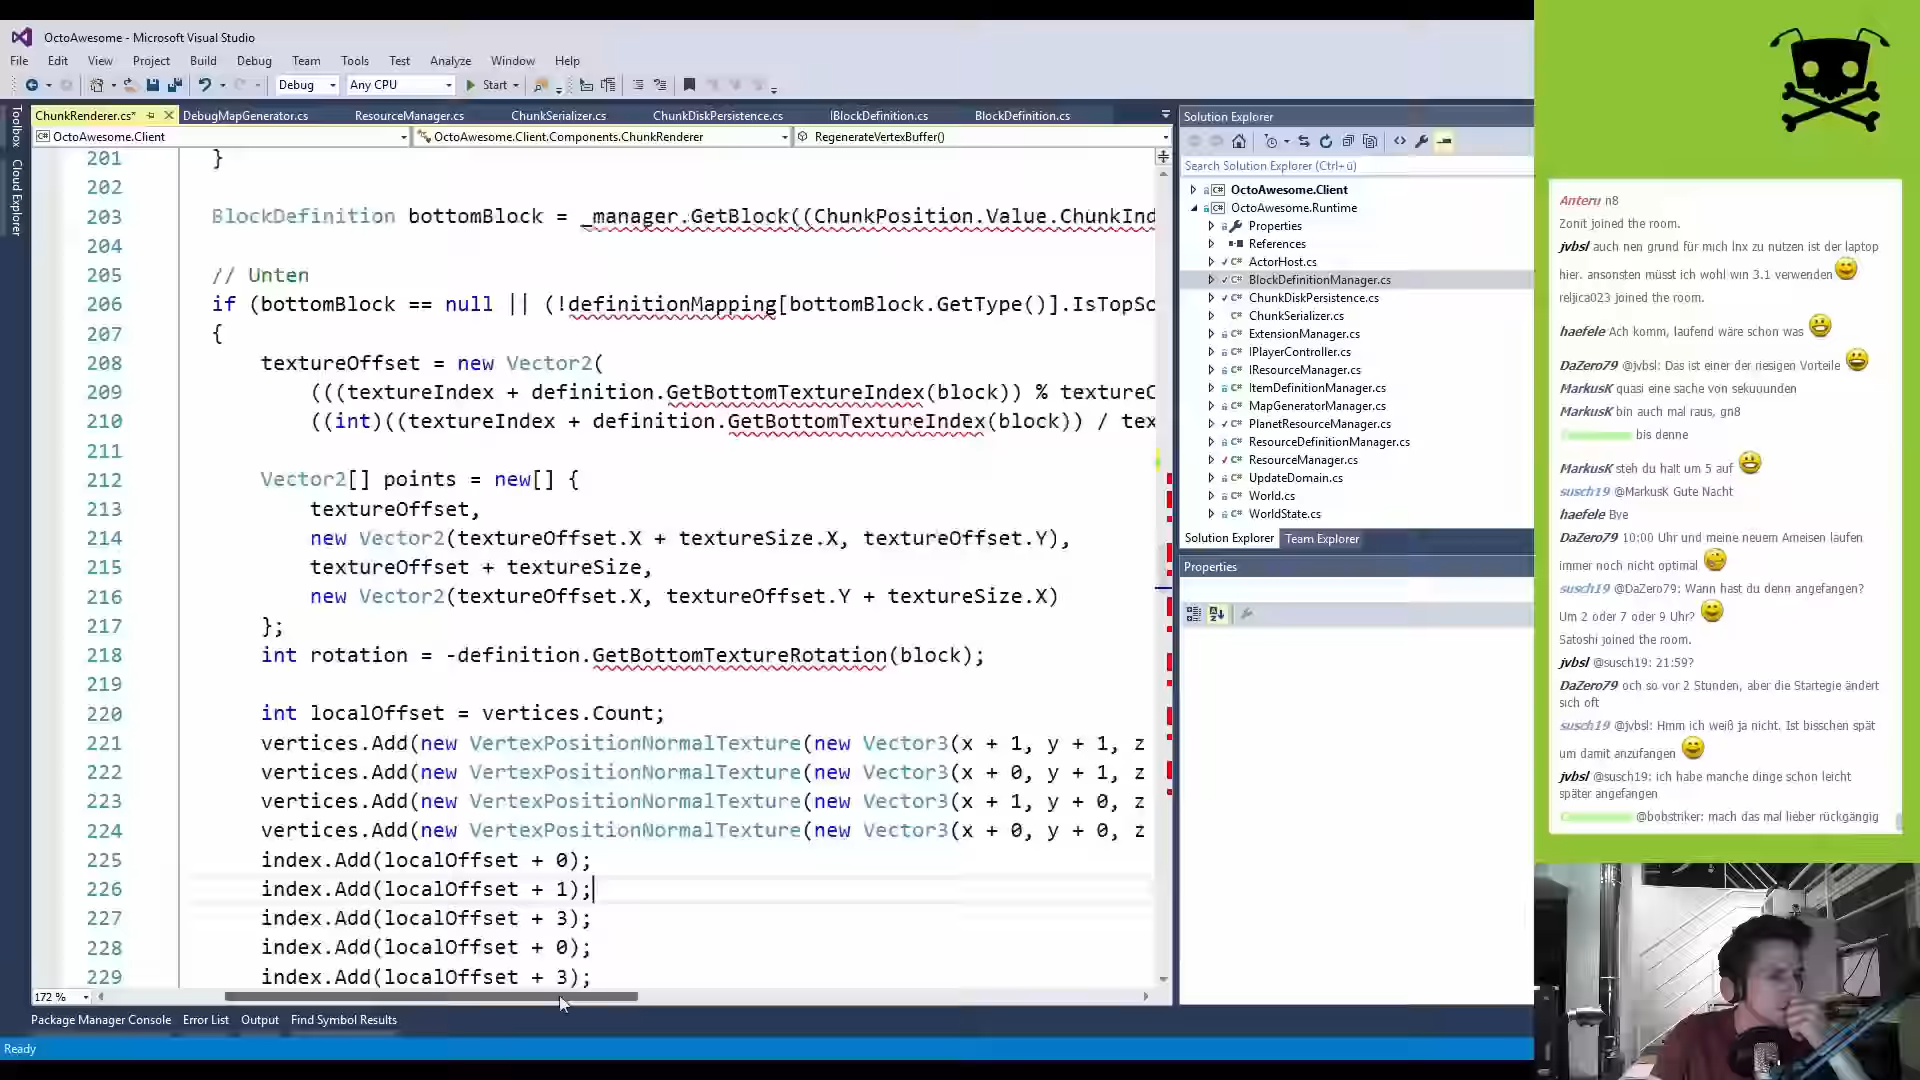 OctoAwesome - Microsoft Visual Studio
File Edit View Project Build Debug Team Tools Test Analyze Window Help
Debug Any CPU Start
Toolbox
Cloud Explorer
ChunkRenderer.cs* DebugMapGenerator.cs ResourceManager.cs ChunkSerializer.cs ChunkDiskPersistence.cs IBlockDefinition.cs BlockDefinition.cs
OctoAwesome.Client OctoAwesome.Client.Components.ChunkRenderer RegenerateVertexBuffer()
201 }
202
203 BlockDefinition bottomBlock = _manager.GetBlock((ChunkPosition.Value.ChunkInd
204
205 // Unten
206 if (bottomBlock == null || (!definitionMapping[bottomBlock.GetType()].IsTopSo
207 {
208 textureOffset = new Vector2(
209 (((textureIndex + definition.GetBottomTextureIndex(block)) % textureC
210 ((int)((textureIndex + definition.GetBottomTextureIndex(block)) / tex
211
212 Vector2[] points = new[] {
213 textureOffset,
214 new Vector2(textureOffset.X + textureSize.X, textureOffset.Y),
215 textureOffset + textureSize,
216 new Vector2(textureOffset.X, textureOffset.Y + textureSize.X)
217 };
218 int rotation = -definition.GetBottomTextureRotation(block);
219
220 int localOffset = vertices.Count;
221 vertices.Add(new VertexPositionNormalTexture(new Vector3(x + 1, y + 1, z
222 vertices.Add(new VertexPositionNormalTexture(new Vector3(x + 0, y + 1, z
223 vertices.Add(new VertexPositionNormalTexture(new Vector3(x + 1, y + 0, z
224 vertices.Add(new VertexPositionNormalTexture(new Vector3(x + 0, y + 0, z
225 index.Add(localOffset + 0);
226 index.Add(localOffset + 1);
227 index.Add(localOffset + 3);
228 index.Add(localOffset + 0);
229 index.Add(localOffset + 3);
172 %
Package Manager Console Error List Output Find Symbol Results
Ready
Solution Explorer
Search Solution Explorer (Ctrl+ü)
OctoAwesome.Client
OctoAwesome.Runtime
Properties
References
ActorHost.cs
BlockDefinitionManager.cs
ChunkDiskPersistence.cs
ChunkSerializer.cs
ExtensionManager.cs
IPlayerController.cs
IResourceManager.cs
ItemDefinitionManager.cs
MapGeneratorManager.cs
PlanetResourceManager.cs
ResourceDefinitionManager.cs
ResourceManager.cs
UpdateDomain.cs
World.cs
WorldState.cs
Solution Explorer Team Explorer
Properties
Anteru n8
Zonit joined the room.
jvbsl auch nen grund für mich lnx zu nutzen ist der laptop
hier. ansonsten müsst ich wohl win 3.1 verwenden
reljica023 joined the room.
haefele Ach komm, laufend wäre schon was
DaZero79 @jvbsl: Das ist einer der riesigen Vorteile
MarkusK quasi eine sache von sekuuunden
MarkusK bin auch mal raus, gn8
bis denne
MarkusK steh du halt um 5 auf
susch19 @MarkusK Gute Nacht
haefele Bye
DaZero79 10:00 Uhr und meine neuem Ameisen laufen
immer noch nicht optimal
susch19 @DaZero79: Wann hast du denn angefangen?
Um 2 oder 7 oder 9 Uhr?
Satoshi joined the room.
jvbsl @susch19: 21:59?
DaZero79 och so vor 2 Stunden, aber die Startegie ändert
sich oft
susch19 @jvbsl: Hmm ich weiß ja nicht. Ist bisschen spät
um damit anzufangen
jvbsl @susch19: ich habe manche dinge schon leicht
später angefangen
@bobstriker: mach das mal lieber rückgängig